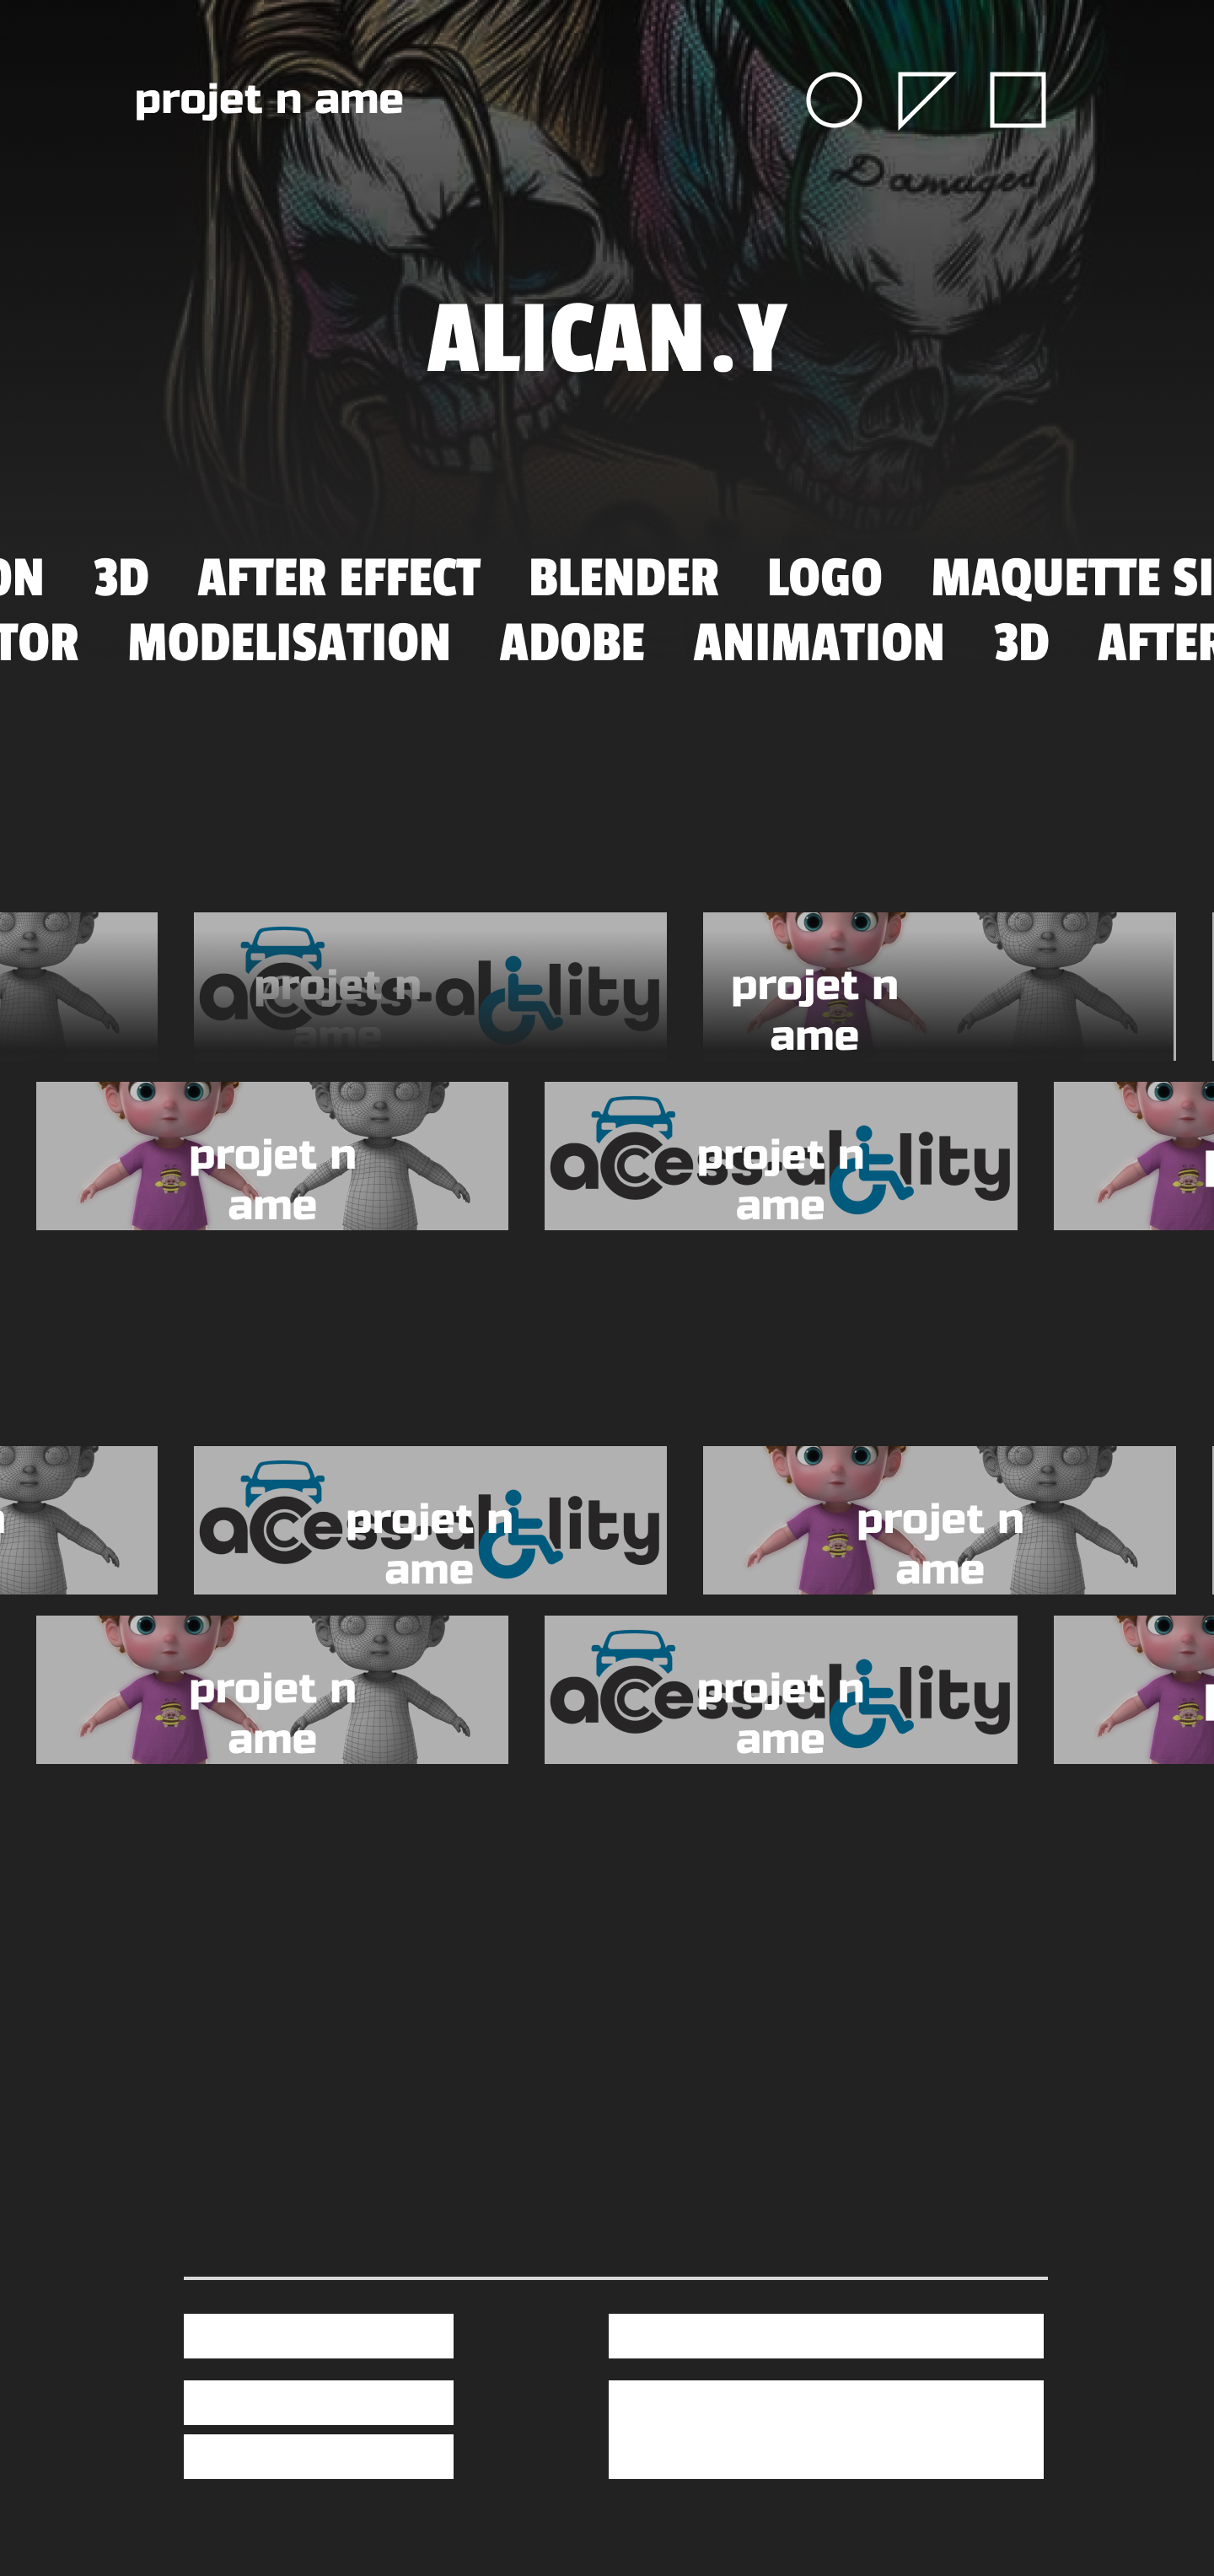 projet n ame
Damaged
ALICAN.Y
ON 3D AFTER EFFECT BLENDER LOGO MAQUETTE SI
TOR MODELISATION ADOBE ANIMATION 3D AFTER
acess-ability
projet n
ame
projet n
ame
projet n
ame
acess-ability
projet n
ame
acess-ability
projet n
ame
projet n
ame
projet n
ame
acess-ability
projet n
ame